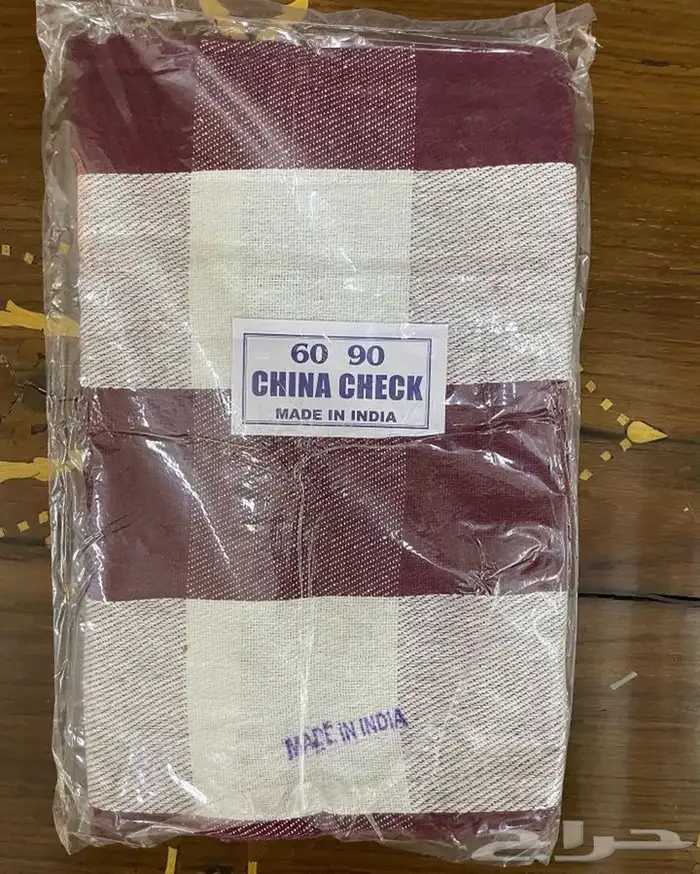 60 90
CHINA CHECK
MADE IN INDIA
MADE IN INDIA
حراج